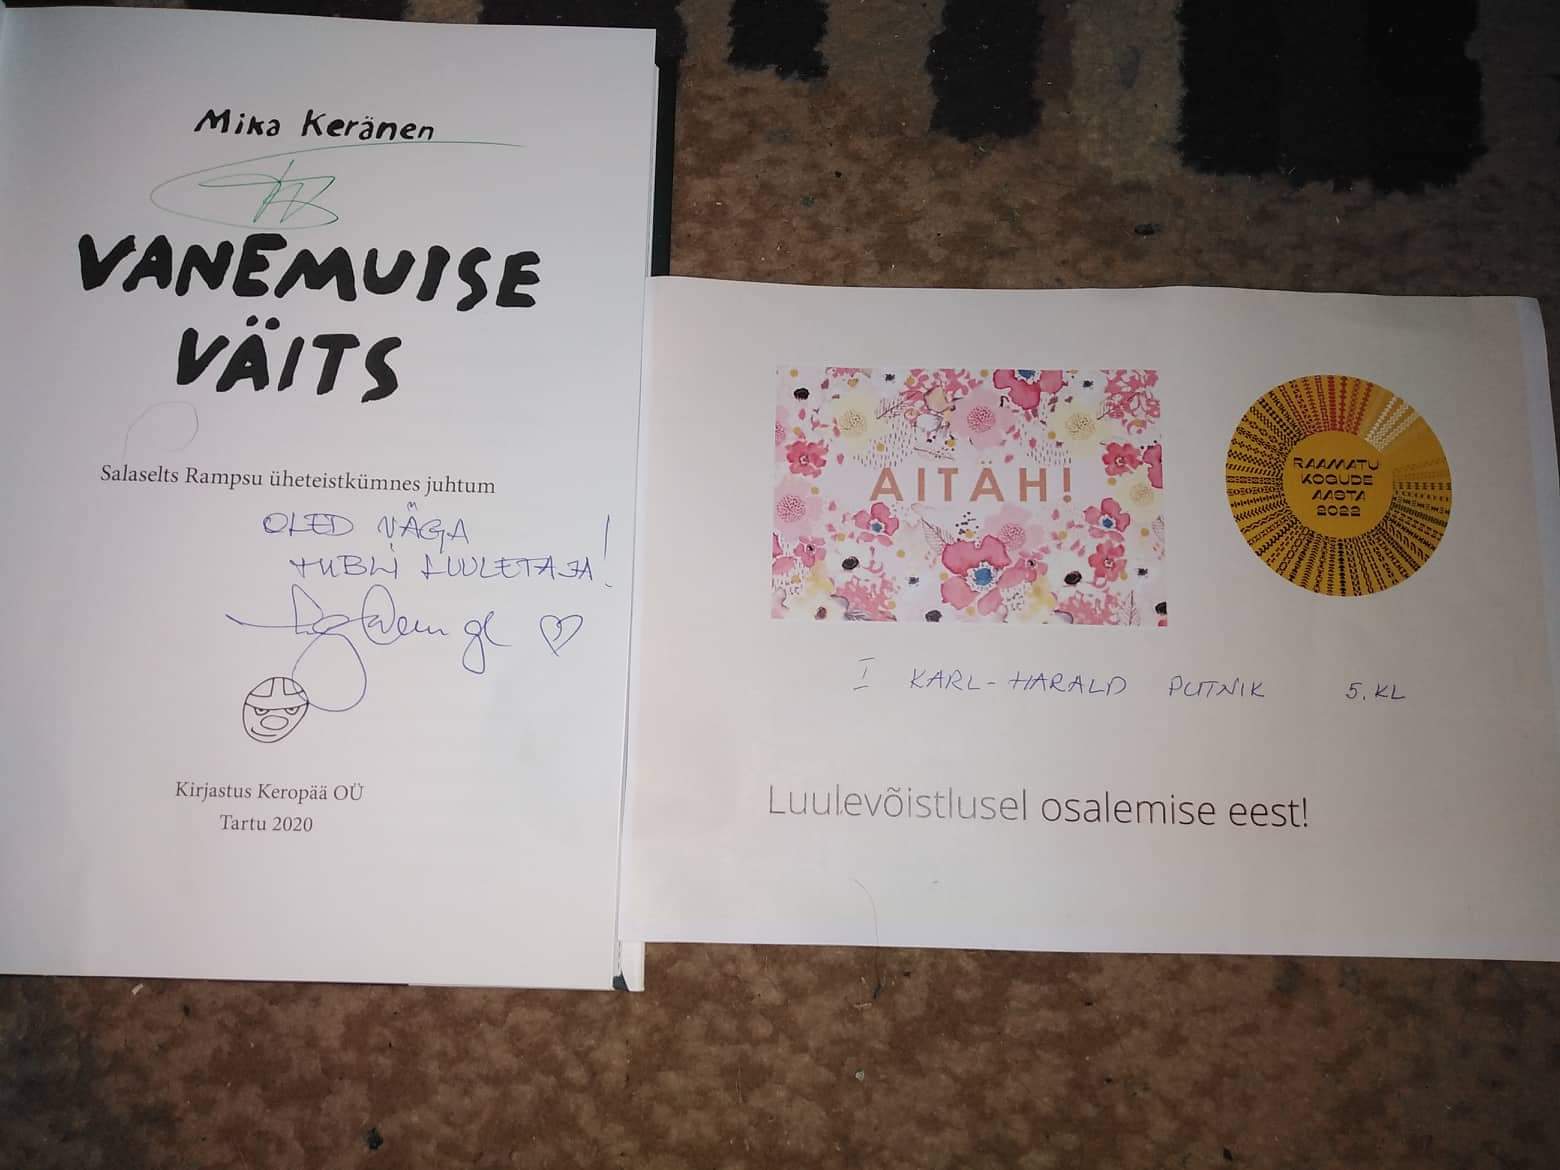 Mika Keränen
VANEMUISE
VÄITS
Salaselts Rampsu üheteistkümnes juhtum
OLED VÄGA
TUBLI LUULETAJA!
Kirjastus Keropää OÜ
Tartu 2020
AITÄH!
RAAMATU
KOGUDE
AASTA
2022
I KARL-HARALD PUTNIK 5. KL
Luulevõistlusel osalemise eest!